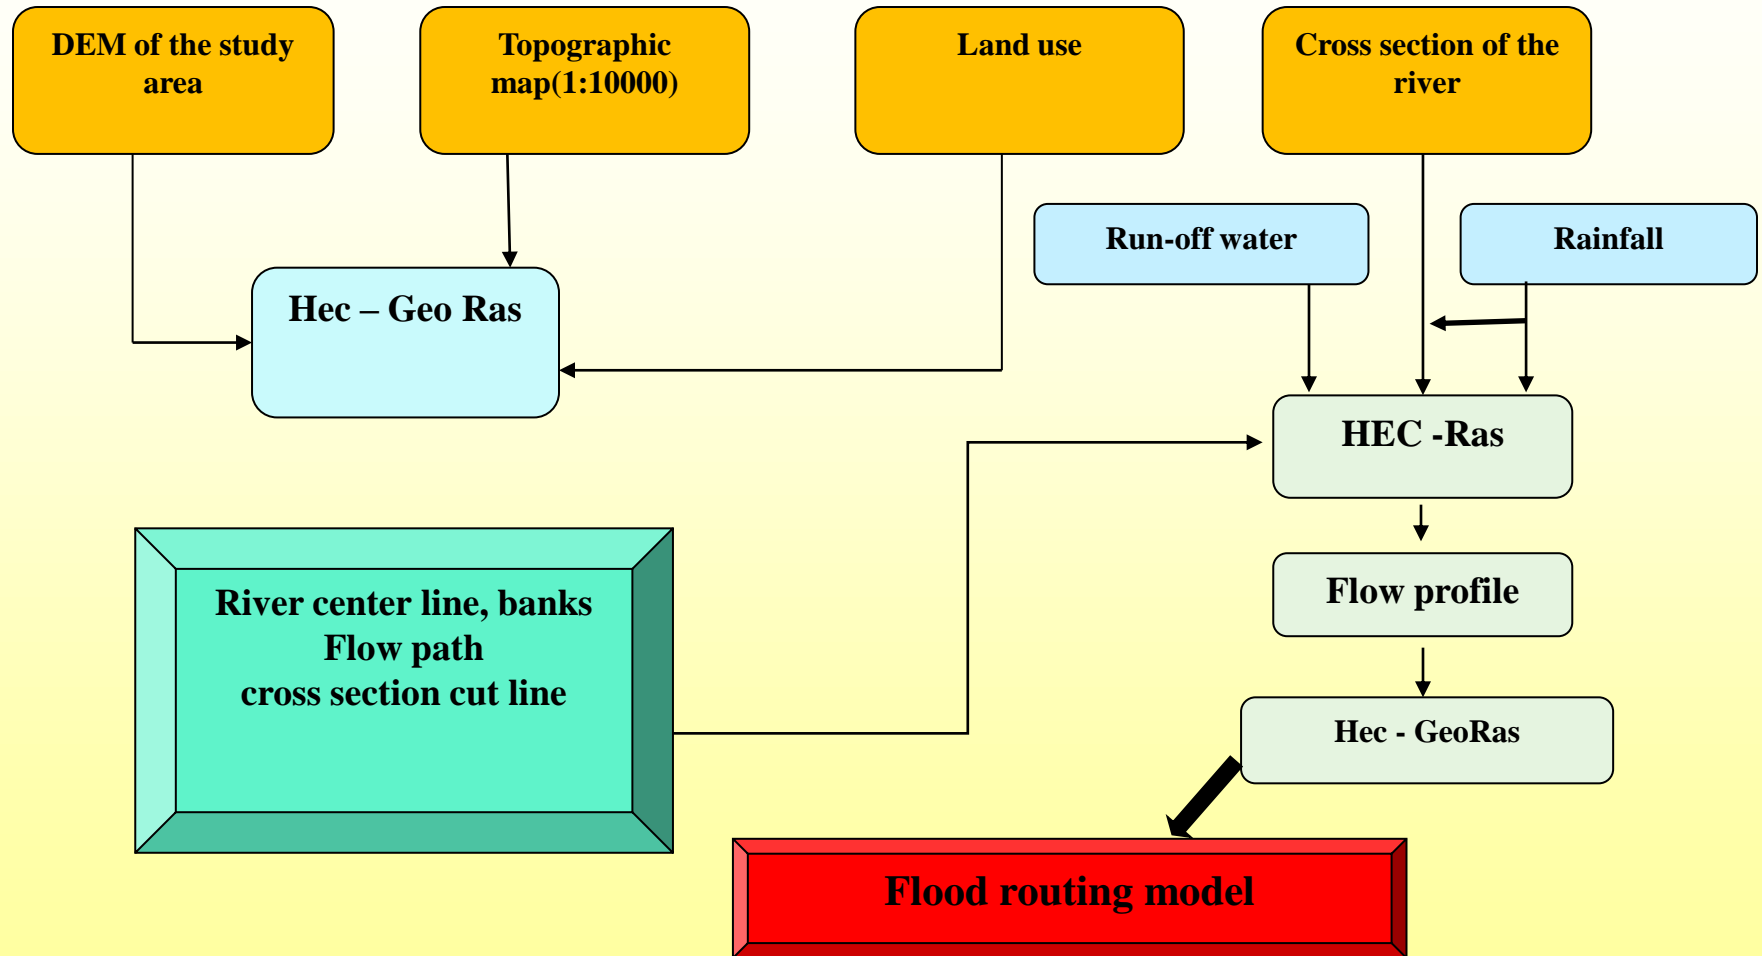 DEM of the study
area
Topographic
map(1:10000)
Land use
Cross section of the
river
Run-off water
Rainfall
Hec – Geo Ras
HEC -Ras
River center line, banks
Flow path
cross section cut line
Flow profile
Hec - GeoRas
Flood routing model